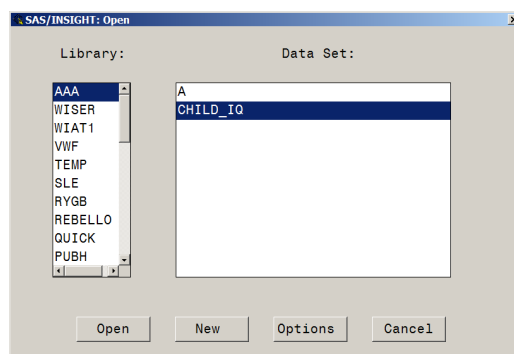 SAS/INSIGHT: Open
Library:
Data Set:
AAA
WISER
WIAT1
VWF
TEMP
SLE
RYGB
REBELLO
QUICK
PUBH
A
CHILD_IQ
Open
New
Options
Cancel